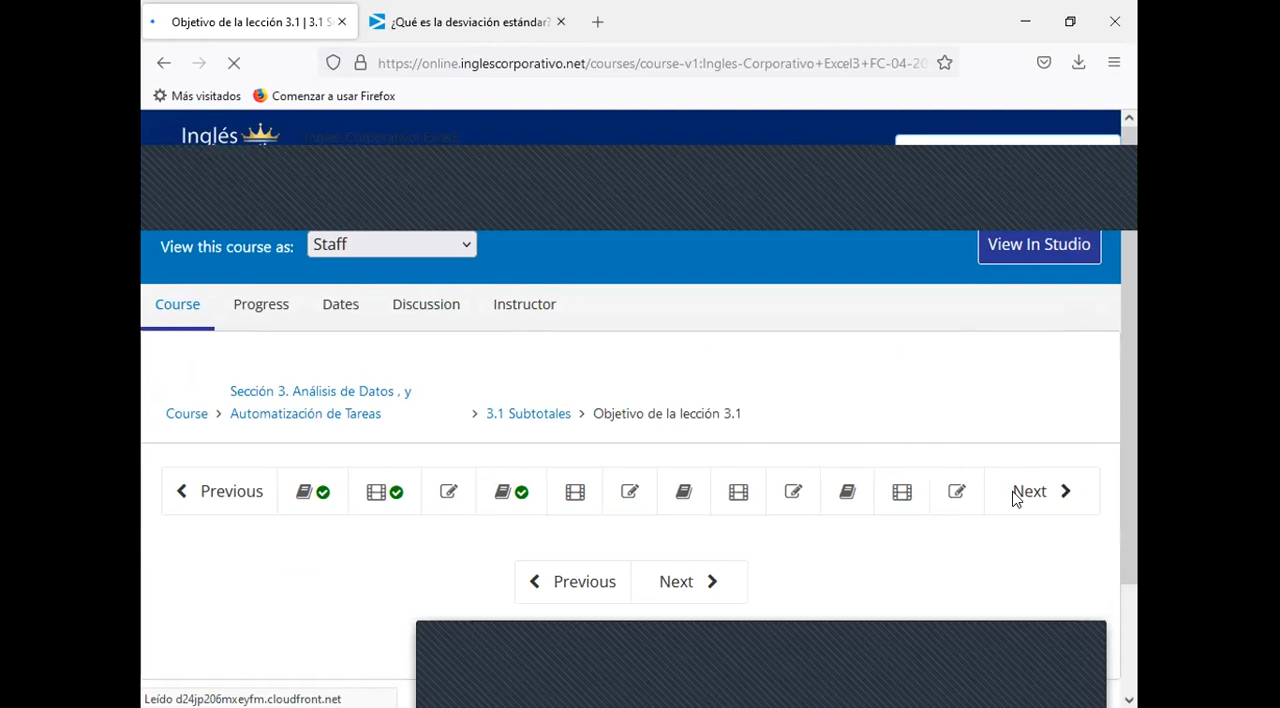 Objetivo de la lección 3.1 | 3.1 S
¿Qué es la desviación estándar?
https://online.inglescorporativo.net/courses/course-v1:Ingles-Corporativo+Excel3+FC-04-20
Más visitados
Comenzar a usar Firefox
Inglés
Ingles-Corporativo: Excel3
View this course as:
Staff
View In Studio
Course
Progress
Dates
Discussion
Instructor
Sección 3. Análisis de Datos , y
Course > Automatización de Tareas > 3.1 Subtotales > Objetivo de la lección 3.1
Previous
Next
Previous
Next
Leído d24jp206mxeyfm.cloudfront.net